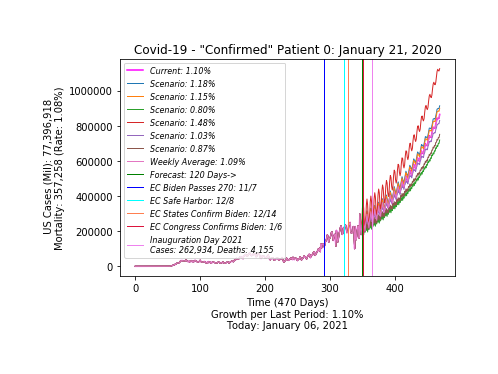 Covid-19 - "Confirmed" Patient 0: January 21, 2020
US Cases (Mil): 77,396,918
Mortality: 357,258 (Rate: 1.08%)
1000000
800000
600000
400000
200000
0
Current: 1.10%
Scenario: 1.18%
Scenario: 1.15%
Scenario: 0.80%
Scenario: 1.48%
Scenario: 1.03%
Scenario: 0.87%
Weekly Average: 1.09%
Forecast: 120 Days->
EC Biden Passes 270: 11/7
EC Safe Harbor: 12/8
EC States Confirm Biden: 12/14
EC Congress Confirms Biden: 1/6
Inauguration Day 2021
Cases: 262,934, Deaths: 4,155
0 100 200 300 400
Time (470 Days)
Growth per Last Period: 1.10%
Today: January 06, 2021